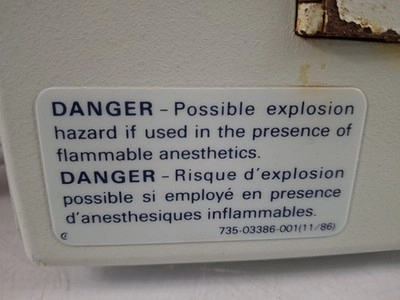 DANGER - Possible explosion
hazard if used in the presence of
flammable anesthetics.
DANGER - Risque d'explosion
possible si employé en presence
d'anesthesiques inflammables.
735-03386-001(11/86)